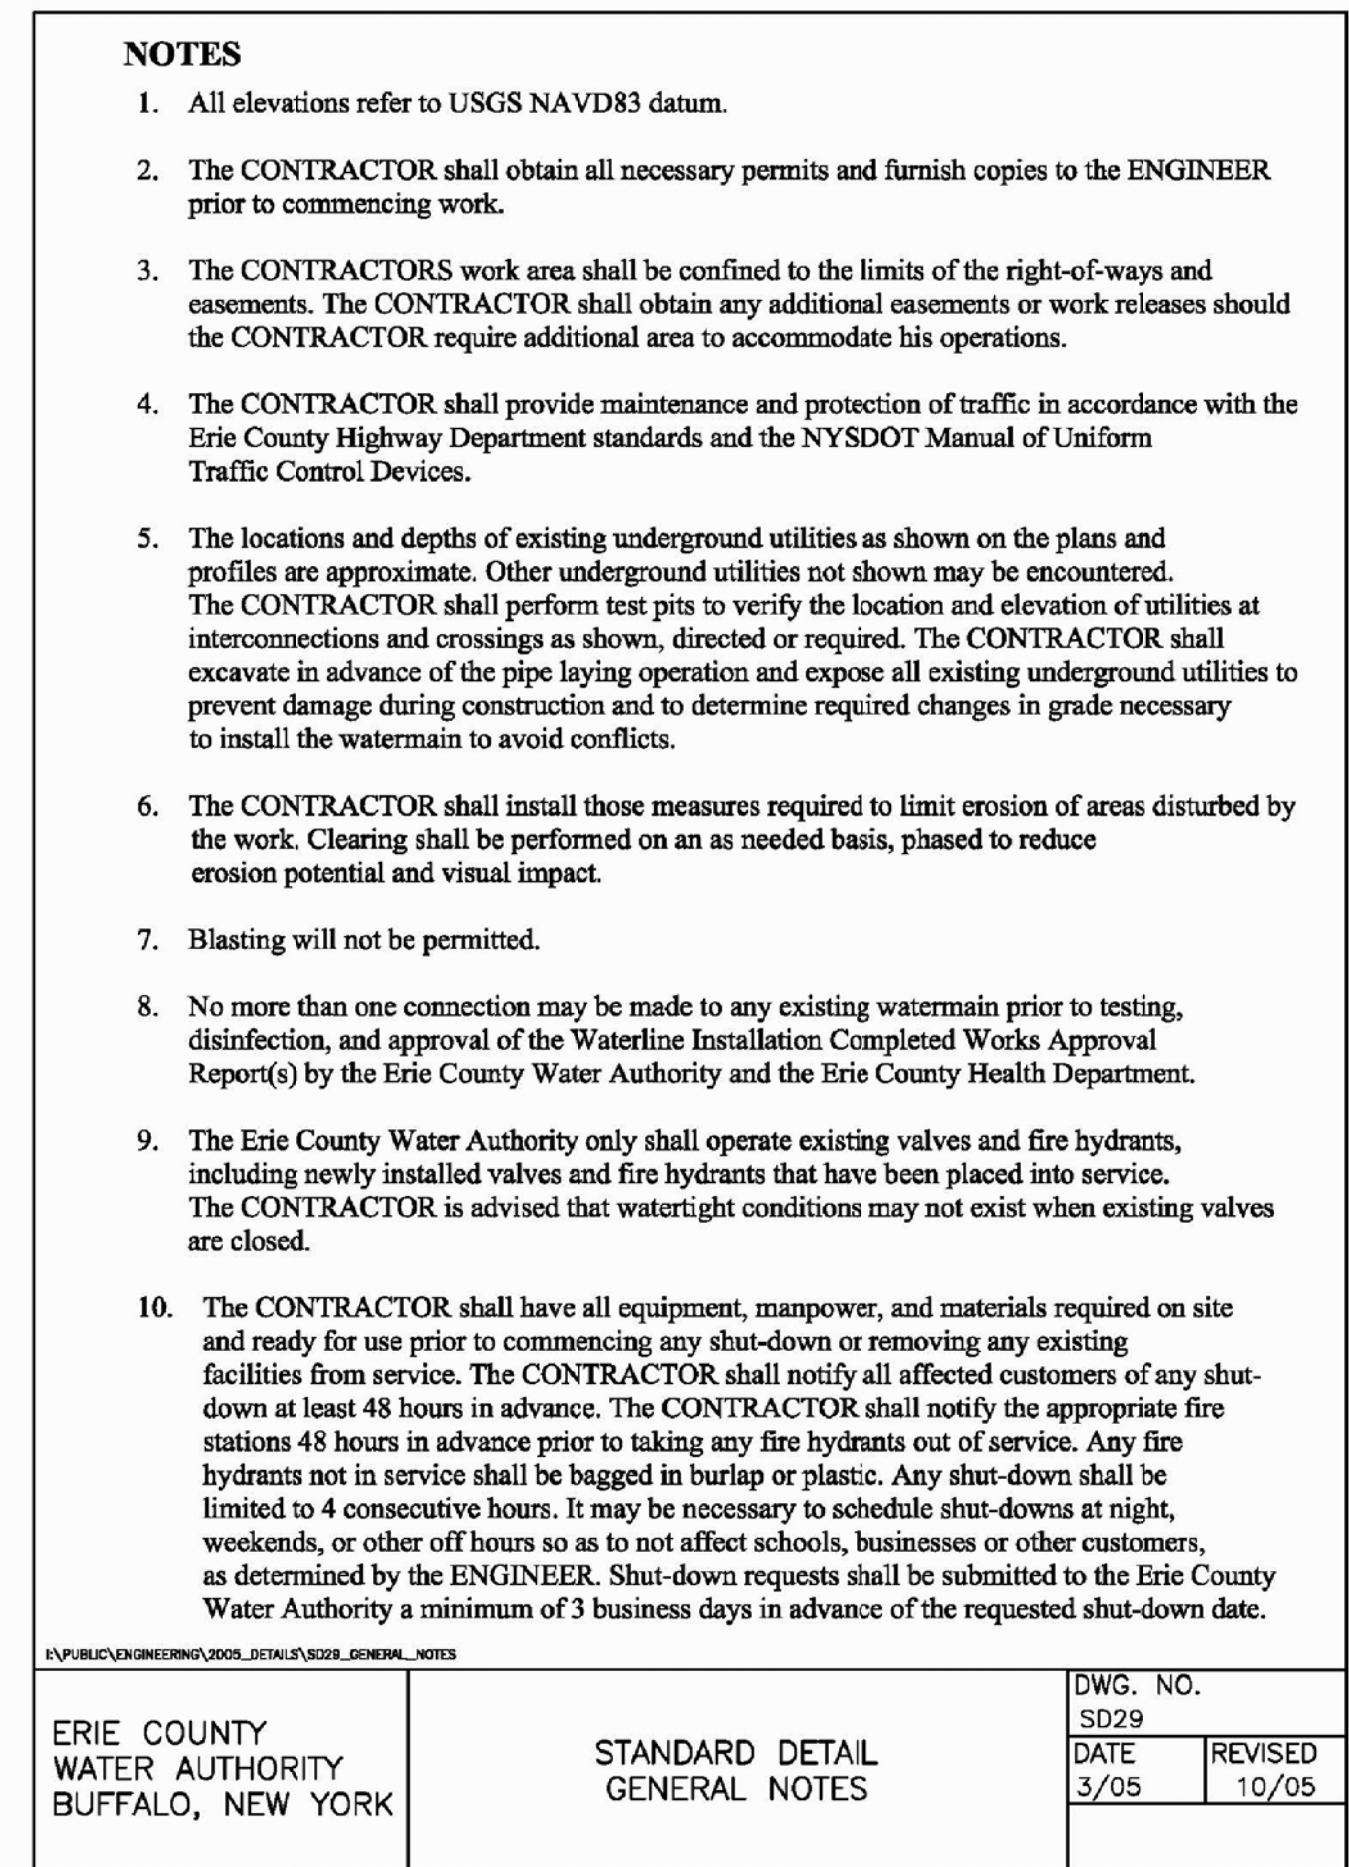 NOTES
1. All elevations refer to USGS NAVD83 datum.
2. The CONTRACTOR shall obtain all necessary permits and furnish copies to the ENGINEER
prior to commencing work.
3. The CONTRACTORS work area shall be confined to the limits of the right-of-ways and
easements. The CONTRACTOR shall obtain any additional easements or work releases should
the CONTRACTOR require additional area to accommodate his operations.
4. The CONTRACTOR shall provide maintenance and protection of traffic in accordance with the
Erie County Highway Department standards and the NYSDOT Manual of Uniform
Traffic Control Devices.
5. The locations and depths of existing underground utilities as shown on the plans and
profiles are approximate. Other underground utilities not shown may be encountered.
The CONTRACTOR shall perform test pits to verify the location and elevation of utilities at
interconnections and crossings as shown, directed or required. The CONTRACTOR shall
excavate in advance of the pipe laying operation and expose all existing underground utilities to
prevent damage during construction and to determine required changes in grade necessary
to install the watermain to avoid conflicts.
6. The CONTRACTOR shall install those measures required to limit erosion of areas disturbed by
the work. Clearing shall be performed on an as needed basis, phased to reduce
erosion potential and visual impact.
7. Blasting will not be permitted.
8. No more than one connection may be made to any existing watermain prior to testing,
disinfection, and approval of the Waterline Installation Completed Works Approval
Report(s) by the Erie County Water Authority and the Erie County Health Department.
9. The Erie County Water Authority only shall operate existing valves and fire hydrants,
including newly installed valves and fire hydrants that have been placed into service.
The CONTRACTOR is advised that watertight conditions may not exist when existing valves
are closed.
10. The CONTRACTOR shall have all equipment, manpower, and materials required on site
and ready for use prior to commencing any shut-down or removing any existing
facilities from service. The CONTRACTOR shall notify all affected customers of any shut-
down at least 48 hours in advance. The CONTRACTOR shall notify the appropriate fire
stations 48 hours in advance prior to taking any fire hydrants out of service. Any fire
hydrants not in service shall be bagged in burlap or plastic. Any shut-down shall be
limited to 4 consecutive hours. It may be necessary to schedule shut-downs at night,
weekends, or other off hours so as to not affect schools, businesses or other customers,
as determined by the ENGINEER. Shut-down requests shall be submitted to the Erie County
Water Authority a minimum of 3 business days in advance of the requested shut-down date.
I:\PUBLIC\ENGINEERING\2005_DETAILS\SD29_GENERAL_NOTES
ERIE COUNTY
WATER AUTHORITY
BUFFALO, NEW YORK
STANDARD DETAIL
GENERAL NOTES
DWG. NO.
SD29
DATE REVISED
3/05 10/05